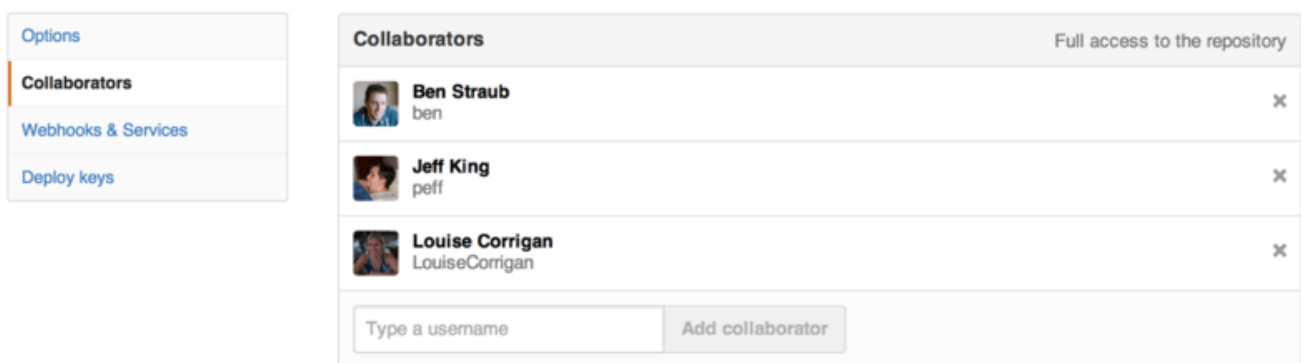 Options
Collaborators
Webhooks & Services
Deploy keys
Collaborators
Full access to the repository
Ben Straub
ben
Jeff King
peff
Louise Corrigan
LouiseCorrigan
Type a username
Add collaborator